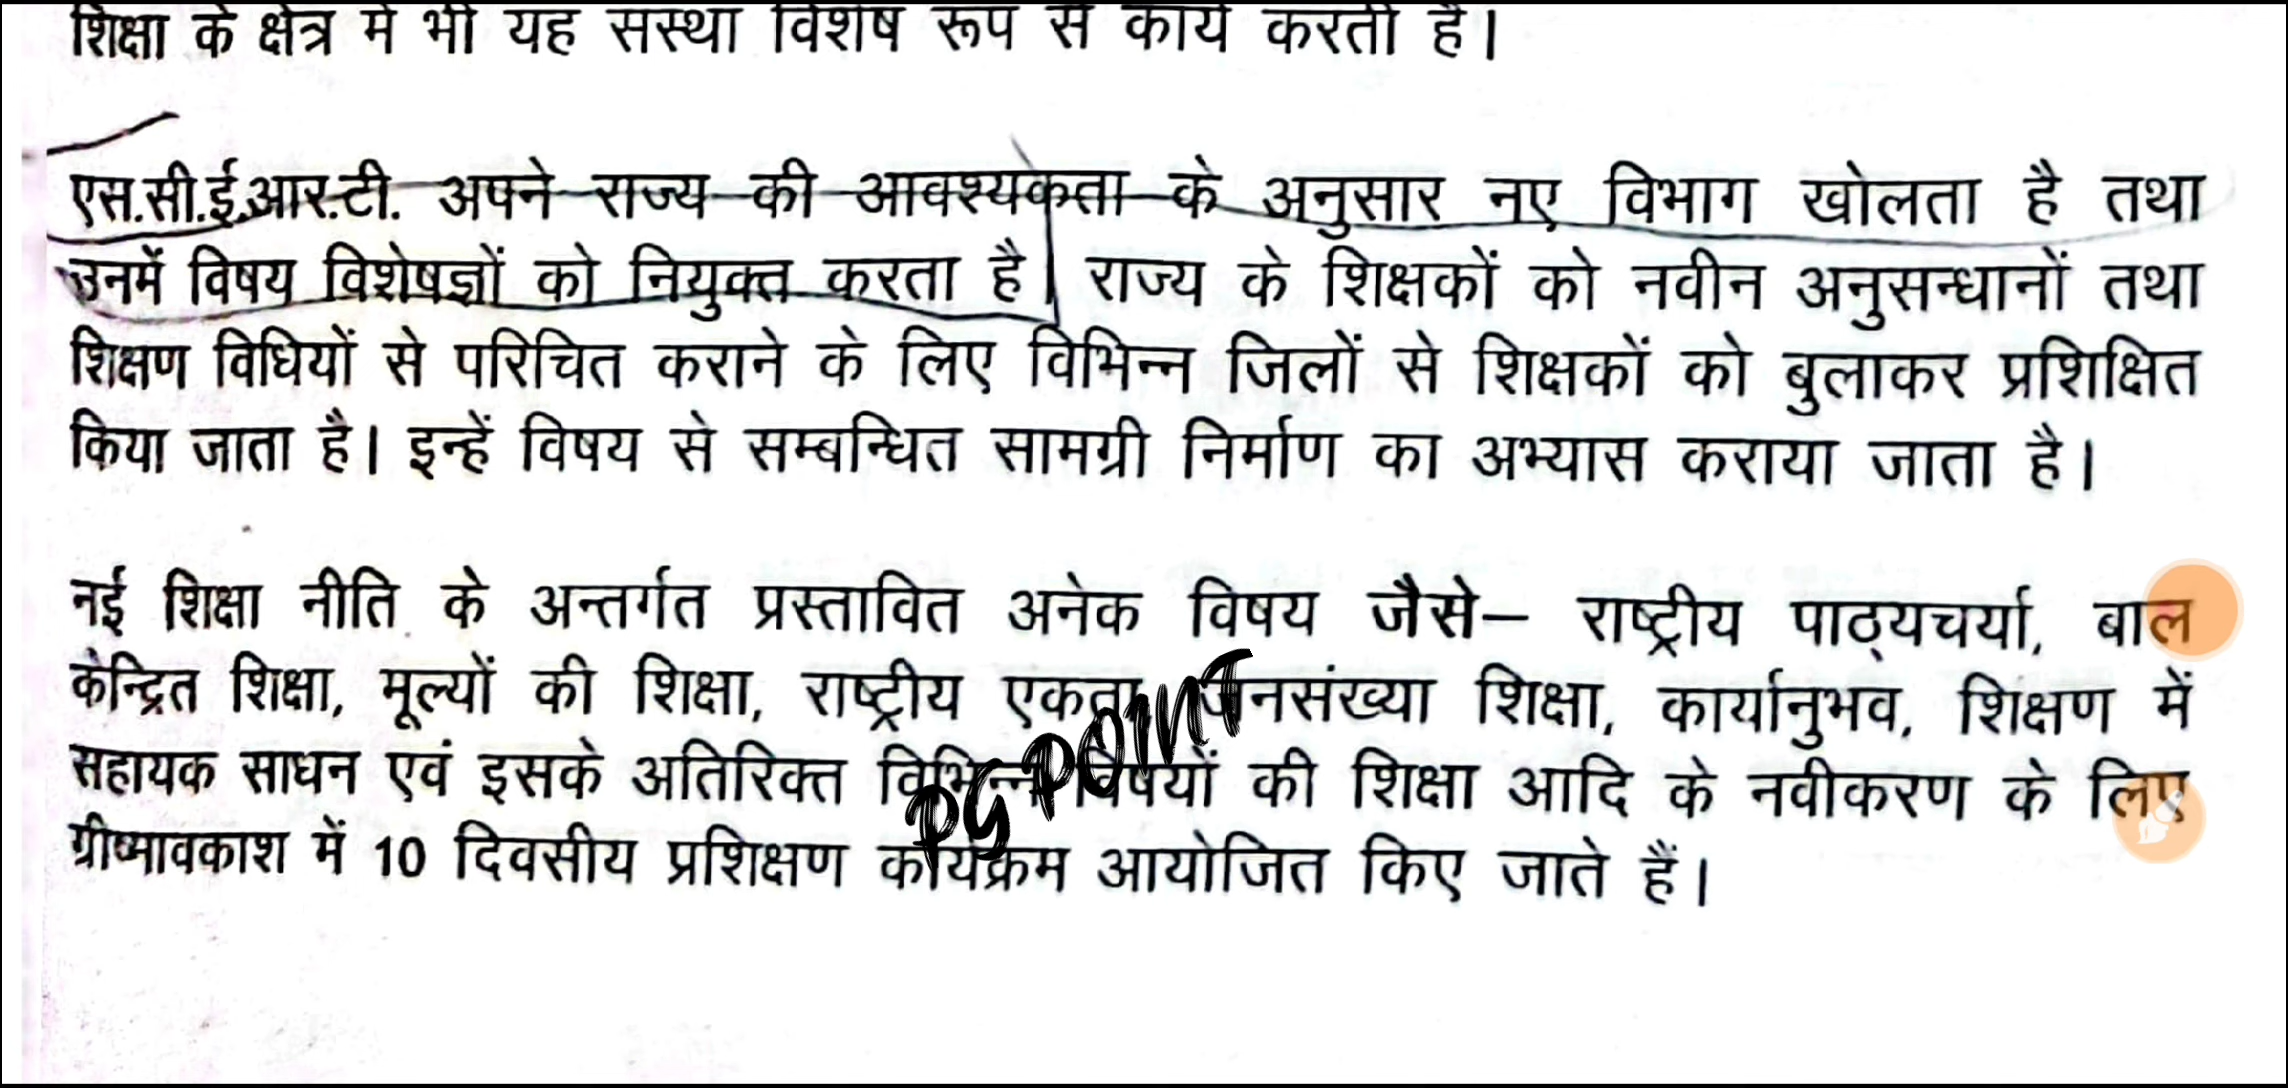 शिक्षा के क्षेत्र में भी यह संस्था विशेष रूप से कार्य करती है।
एस.सी.ई.आर.टी. अपने राज्य की आवश्यकता के अनुसार नए विभाग खोलता है तथा
उनमें विषय विशेषज्ञों को नियुक्त करता है। राज्य के शिक्षकों को नवीन अनुसन्धानों तथा
शिक्षण विधियों से परिचित कराने के लिए विभिन्न जिलों से शिक्षकों को बुलाकर प्रशिक्षित
किया जाता है। इन्हें विषय से सम्बन्धित सामग्री निर्माण का अभ्यास कराया जाता है।
नई शिक्षा नीति के अन्तर्गत प्रस्तावित अनेक विषय जैसे– राष्ट्रीय पाठ्यचर्या, बाल
केन्द्रित शिक्षा, मूल्यों की शिक्षा, राष्ट्रीय एकता, जनसंख्या शिक्षा, कार्यानुभव, शिक्षण में
सहायक साधन एवं इसके अतिरिक्त विभिन्न विषयों की शिक्षा आदि के नवीकरण के लिए
ग्रीष्मावकाश में 10 दिवसीय प्रशिक्षण कार्यक्रम आयोजित किए जाते हैं।
PG POINT